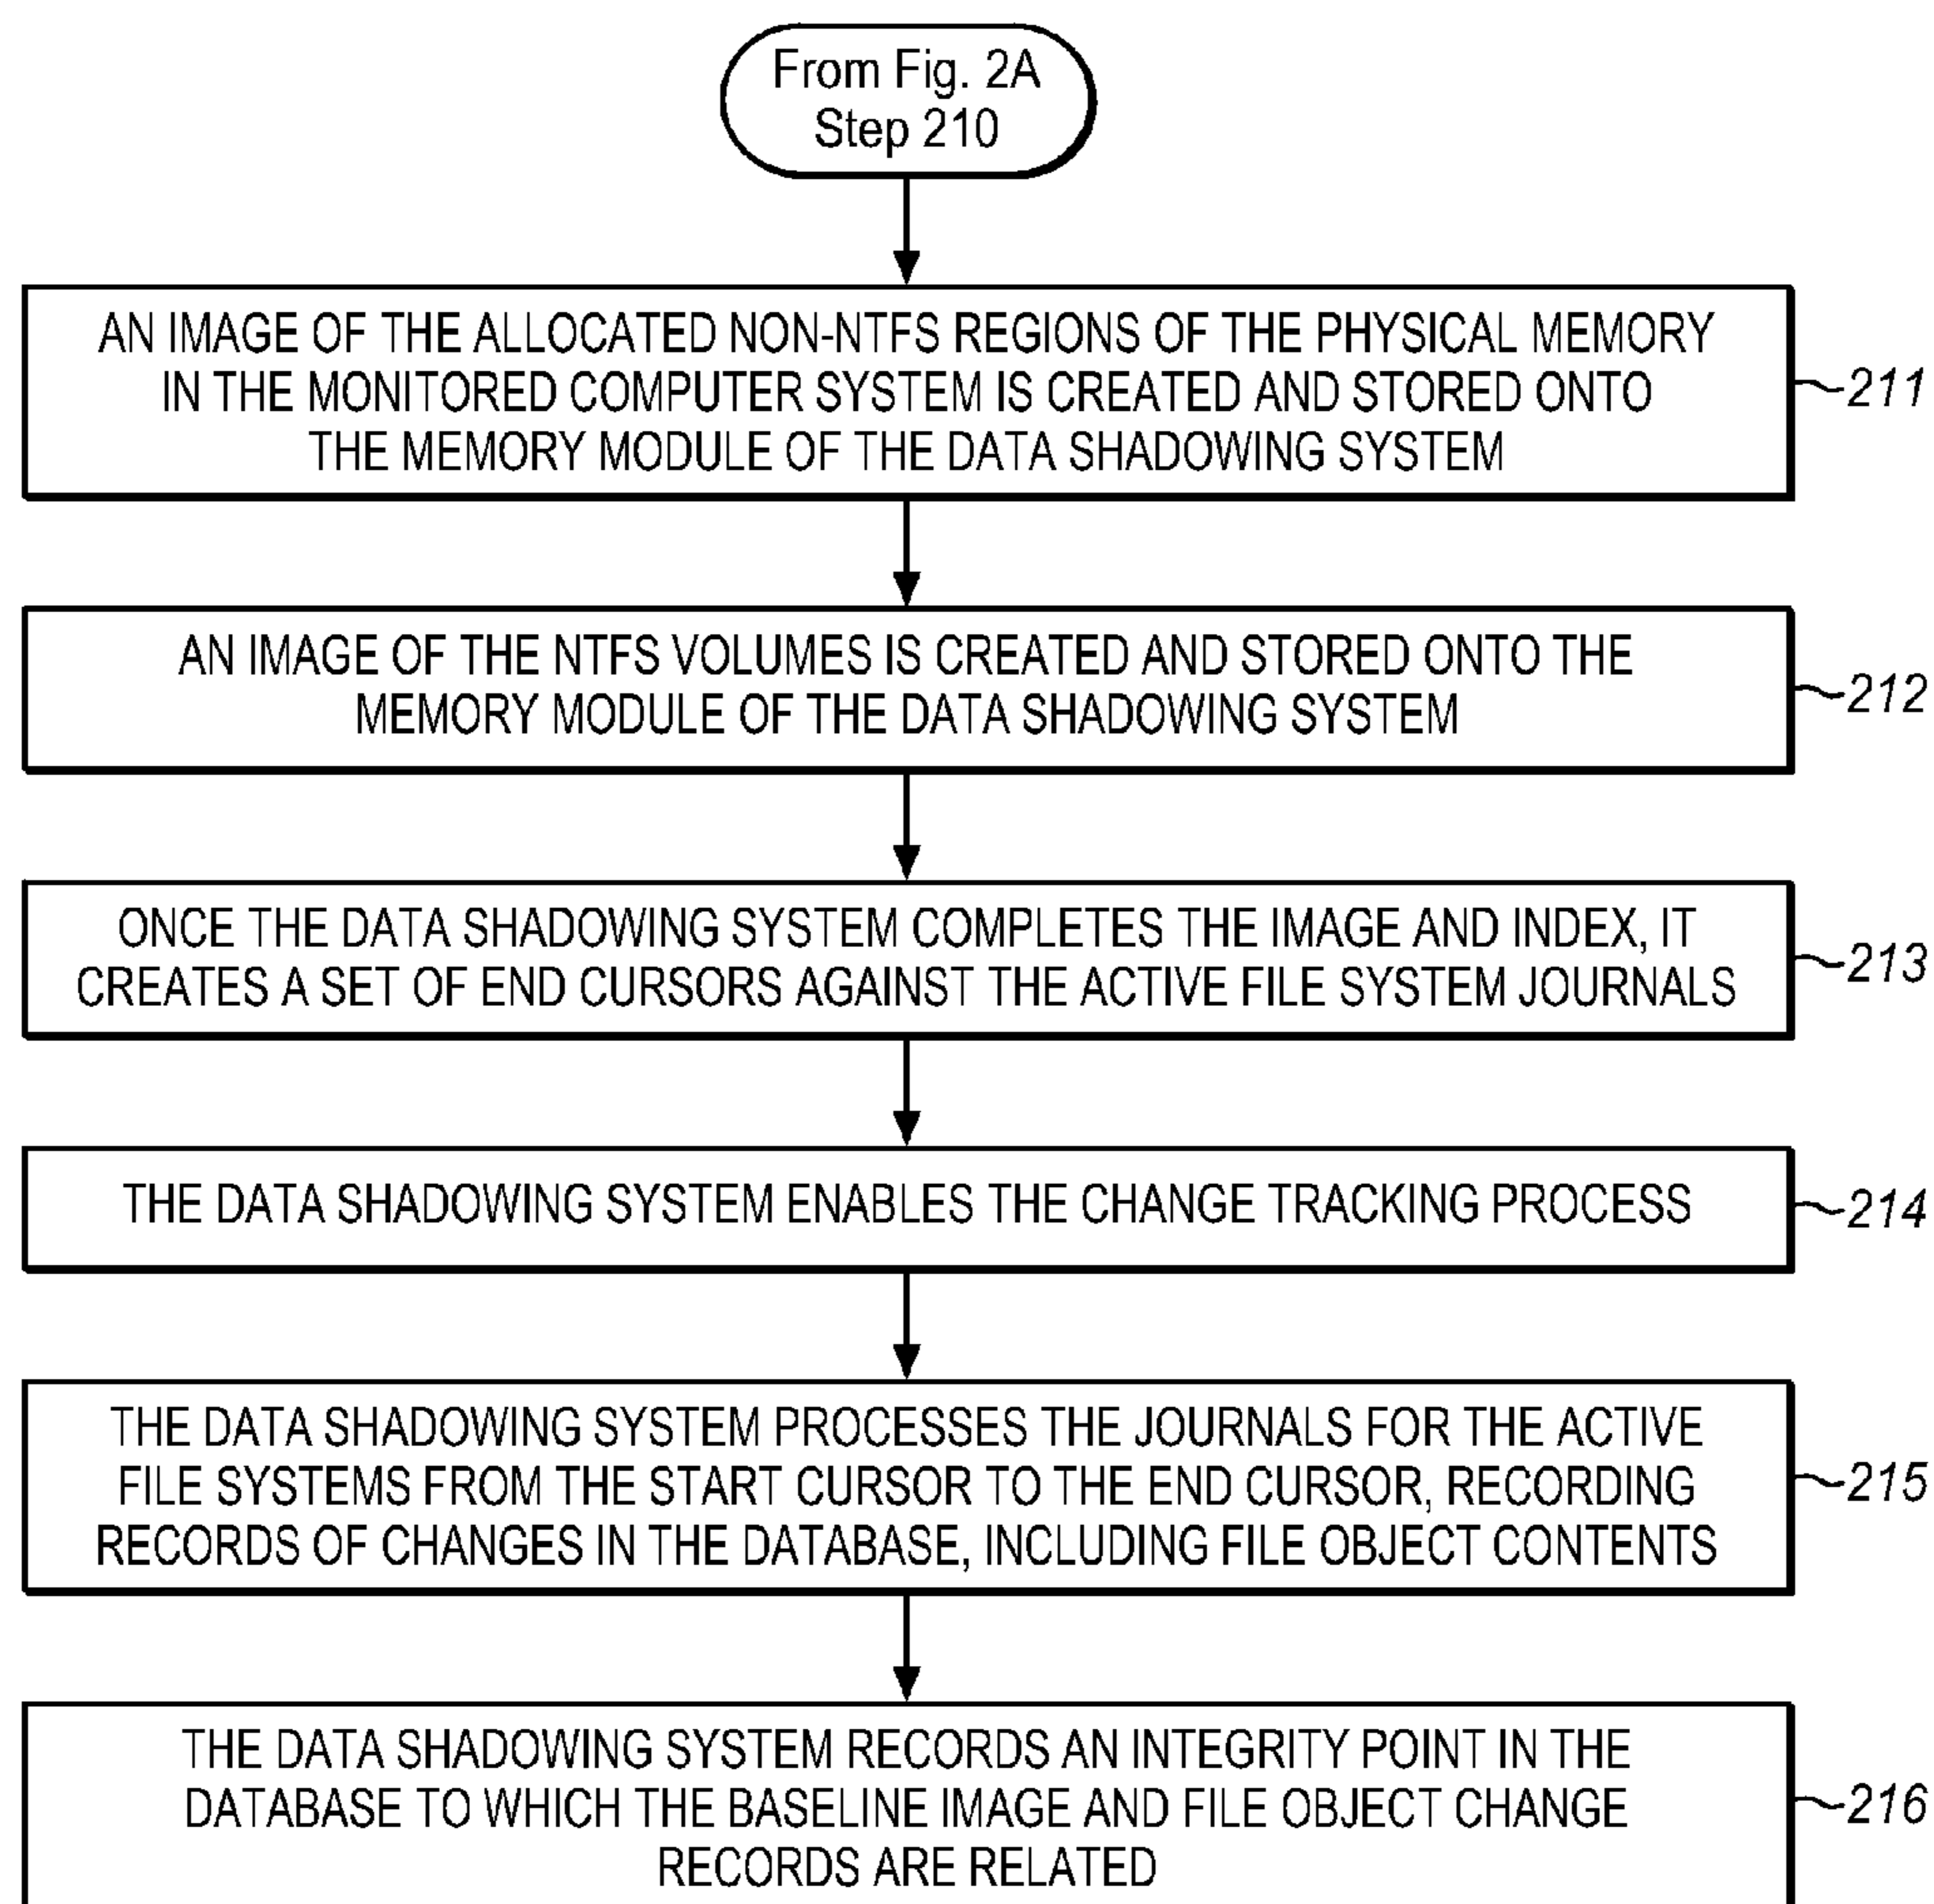 From Fig. 2A
Step 210
AN IMAGE OF THE ALLOCATED NON-NTFS REGIONS OF THE PHYSICAL MEMORY
IN THE MONITORED COMPUTER SYSTEM IS CREATED AND STORED ONTO
THE MEMORY MODULE OF THE DATA SHADOWING SYSTEM
211
AN IMAGE OF THE NTFS VOLUMES IS CREATED AND STORED ONTO THE
MEMORY MODULE OF THE DATA SHADOWING SYSTEM
212
ONCE THE DATA SHADOWING SYSTEM COMPLETES THE IMAGE AND INDEX, IT
CREATES A SET OF END CURSORS AGAINST THE ACTIVE FILE SYSTEM JOURNALS
213
THE DATA SHADOWING SYSTEM ENABLES THE CHANGE TRACKING PROCESS
214
THE DATA SHADOWING SYSTEM PROCESSES THE JOURNALS FOR THE ACTIVE
FILE SYSTEMS FROM THE START CURSOR TO THE END CURSOR, RECORDING
RECORDS OF CHANGES IN THE DATABASE, INCLUDING FILE OBJECT CONTENTS
215
THE DATA SHADOWING SYSTEM RECORDS AN INTEGRITY POINT IN THE
DATABASE TO WHICH THE BASELINE IMAGE AND FILE OBJECT CHANGE
RECORDS ARE RELATED
216